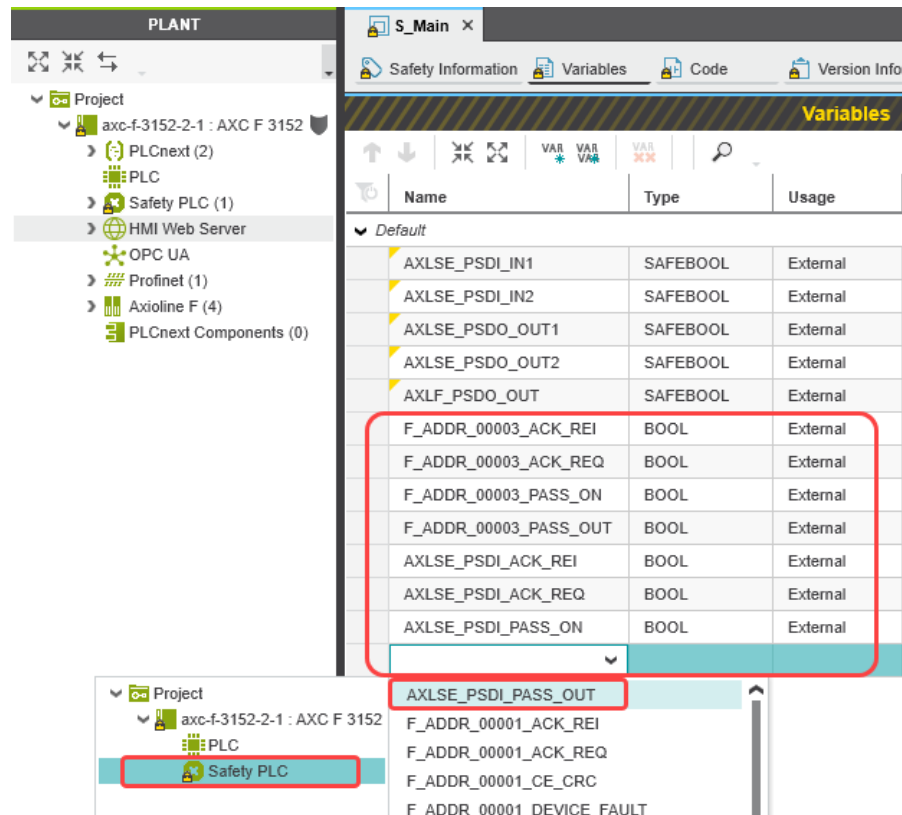 PLANT
Project
axc-f-3152-2-1 : AXC F 3152
PLCnext (2)
PLC
Safety PLC (1)
HMI Web Server
OPC UA
Profinet (1)
Axioline F (4)
PLCnext Components (0)
S_Main
Safety Information Variables Code Version Info
Variables
VAR VAR VAR
Name Type Usage
Default
AXLSE_PSDI_IN1 SAFEBOOL External
AXLSE_PSDI_IN2 SAFEBOOL External
AXLSE_PSDO_OUT1 SAFEBOOL External
AXLSE_PSDO_OUT2 SAFEBOOL External
AXLF_PSDO_OUT SAFEBOOL External
F_ADDR_00003_ACK_REI BOOL External
F_ADDR_00003_ACK_REQ BOOL External
F_ADDR_00003_PASS_ON BOOL External
F_ADDR_00003_PASS_OUT BOOL External
AXLSE_PSDI_ACK_REI BOOL External
AXLSE_PSDI_ACK_REQ BOOL External
AXLSE_PSDI_PASS_ON BOOL External
Project
axc-f-3152-2-1 : AXC F 3152
PLC
Safety PLC
AXLSE_PSDI_PASS_OUT
F_ADDR_00001_ACK_REI
F_ADDR_00001_ACK_REQ
F_ADDR_00001_CE_CRC
F_ADDR_00001_DEVICE_FAULT